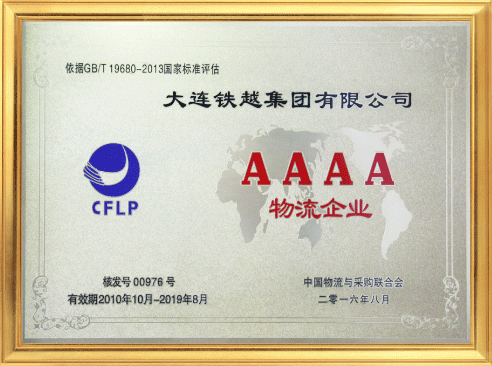 依据GB/T 19680-2013国家标准评估
大连铁越集团有限公司
CFLP
AAAA
物流企业
核发号 00976 号
有效期2010年10月-2019年8月
中国物流与采购联合会
二零一六年八月